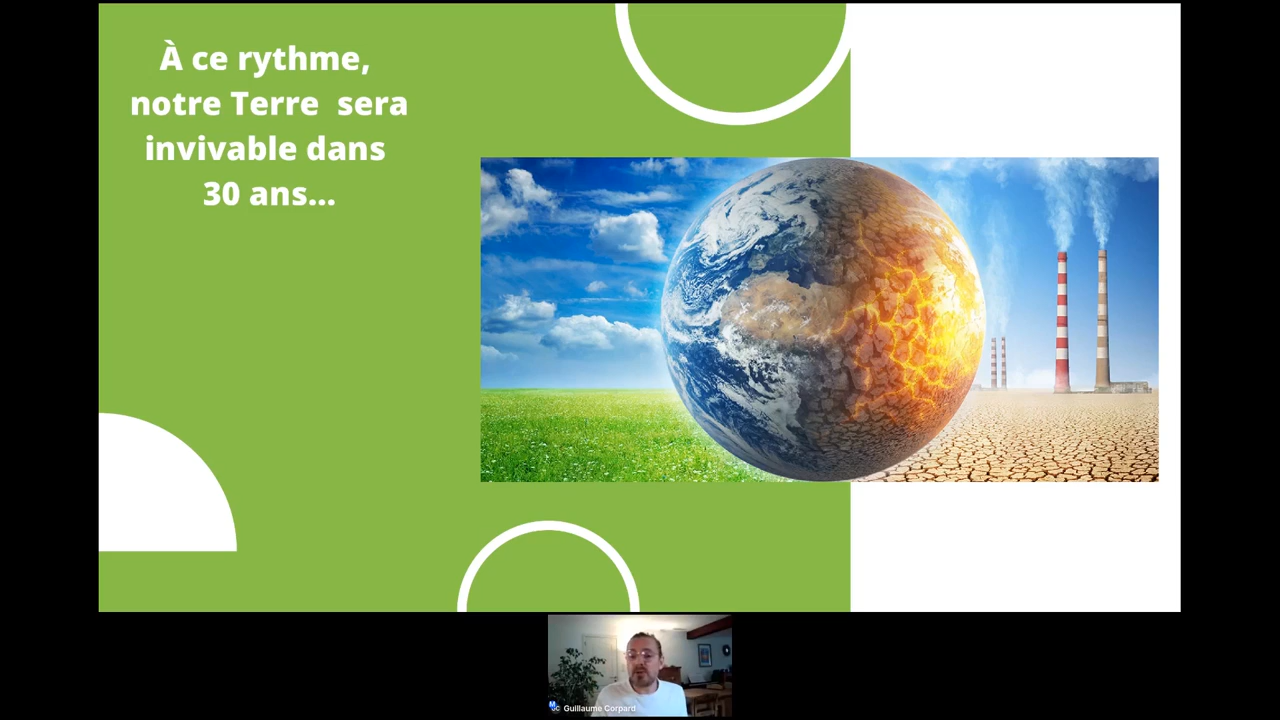 À ce rythme,
notre Terre sera
invivable dans
30 ans...
Guillaume Corpard